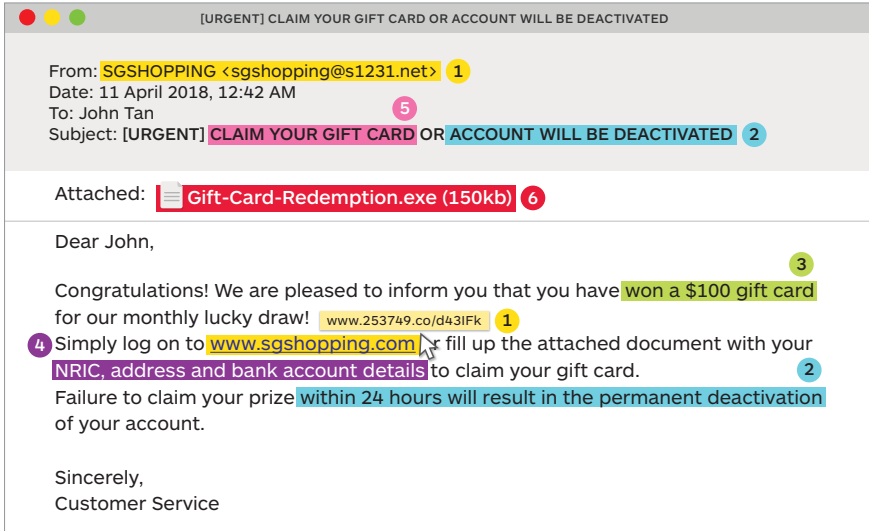 [URGENT] CLAIM YOUR GIFT CARD OR ACCOUNT WILL BE DEACTIVATED
From: SGSHOPPING <sgshopping@s1231.net> 1
Date: 11 April 2018, 12:42 AM
To: John Tan
5
Subject: [URGENT] CLAIM YOUR GIFT CARD OR ACCOUNT WILL BE DEACTIVATED 2
Attached: Gift-Card-Redemption.exe (150kb) 6
Dear John,
3
Congratulations! We are pleased to inform you that you have won a $100 gift card
for our monthly lucky draw! www.253749.co/d43IFk 1
4 Simply log on to www.sgshopping.com r fill up the attached document with your
NRIC, address and bank account details to claim your gift card. 2
Failure to claim your prize within 24 hours will result in the permanent deactivation
of your account.
Sincerely,
Customer Service